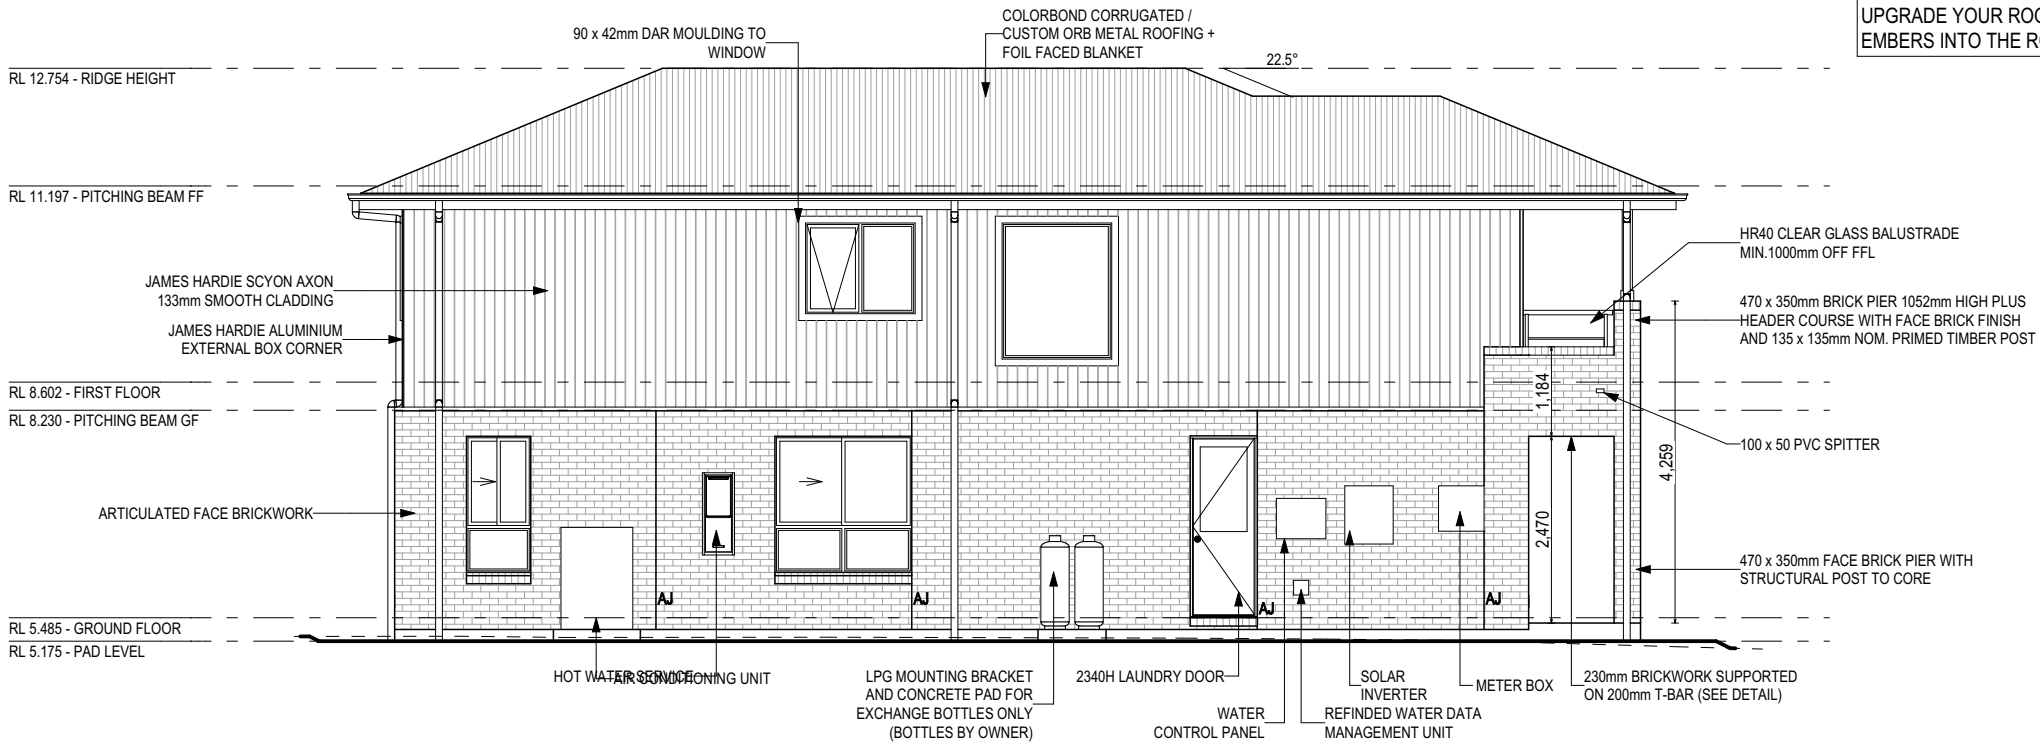 UPGRADE YOUR
EMBERS INTO THE
COLORBOND CORRUGATED /
CUSTOM ORB METAL ROOFING +
FOIL FACED BLANKET
90 x 42mm DAR MOULDING TO
WINDOW
22.5°
RL 12.754 - RIDGE HEIGHT
RL 11.197 - PITCHING BEAM FF
HR40 CLEAR GLASS BALUSTRADE
MIN.1000mm OFF FFL
JAMES HARDIE SCYON AXON
133mm SMOOTH CLADDING
470 x 350mm BRICK PIER 1052mm HIGH PLUS
HEADER COURSE WITH FACE BRICK FINISH
AND 135 x 135mm NOM. PRIMED TIMBER POST
JAMES HARDIE ALUMINIUM
EXTERNAL BOX CORNER
RL 8.602 - FIRST FLOOR
1,184
RL 8.230 - PITCHING BEAM GF
100 x 50 PVC SPITTER
4,259
ARTICULATED FACE BRICKWORK
2,470
470 x 350mm FACE BRICK PIER WITH
STRUCTURAL POST TO CORE
AJ
AJ
AJ
AJ
RL 5.485 - GROUND FLOOR
RL 5.175 - PAD LEVEL
HOT WATER SERVICE
AIR CONDITIONING UNIT
LPG MOUNTING BRACKET
AND CONCRETE PAD FOR
EXCHANGE BOTTLES ONLY
(BOTTLES BY OWNER)
2340H LAUNDRY DOOR
WATER
CONTROL PANEL
SOLAR
INVERTER
REFINDED WATER DATA
MANAGEMENT UNIT
METER BOX
230mm BRICKWORK SUPPORTED
ON 200mm T-BAR (SEE DETAIL)